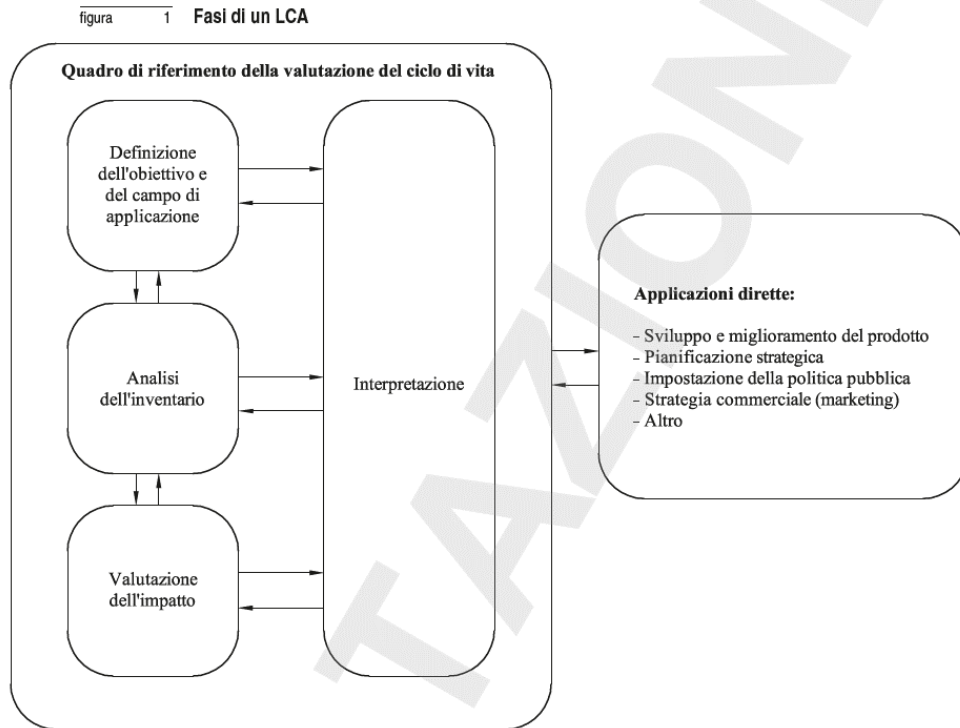 figura 1 Fasi di un LCA
Quadro di riferimento della valutazione del ciclo di vita
Definizione
dell'obiettivo e
del campo di
applicazione
Analisi
dell'inventario
Valutazione
dell'impatto
Interpretazione
Applicazioni dirette:
- Sviluppo e miglioramento del prodotto
- Pianificazione strategica
- Impostazione della politica pubblica
- Strategia commerciale (marketing)
- Altro
TAZION